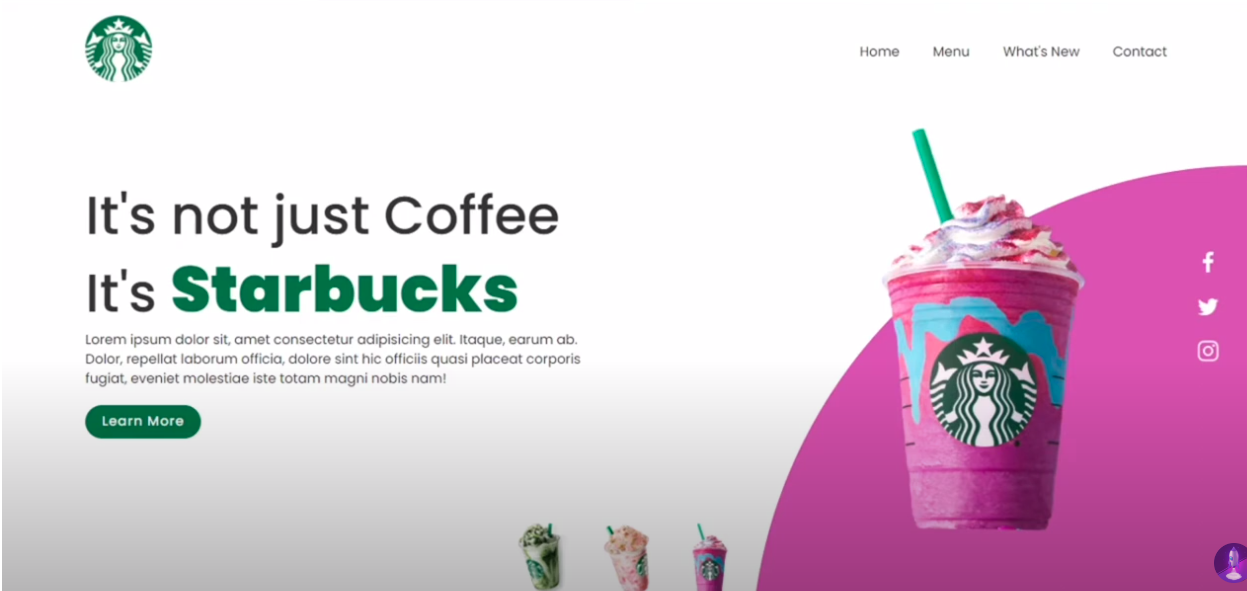 Home Menu What's New Contact
It's not just Coffee
It's Starbucks
Lorem ipsum dolor sit, amet consectetur adipisicing elit. Itaque, earum ab.
Dolor, repellat laborum officia, dolore sint hic officiis quasi placeat corporis
fugiat, eveniet molestiae iste totam magni nobis nam!
Learn More